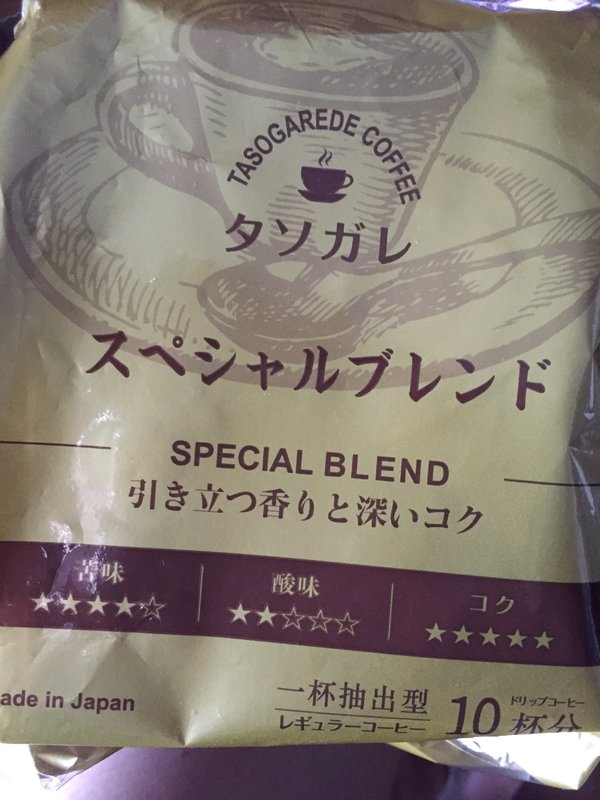 TASOGAREDE COFFEE
タソガレ
スペシャルブレンド
SPECIAL BLEND
引き立つ香りと深いコク
苦味 酸味 コク
★★★★☆ ★★☆☆☆ ★★★★★
ade in Japan
一杯抽出型
レギュラーコーヒー
ドリップコーヒー
10杯分